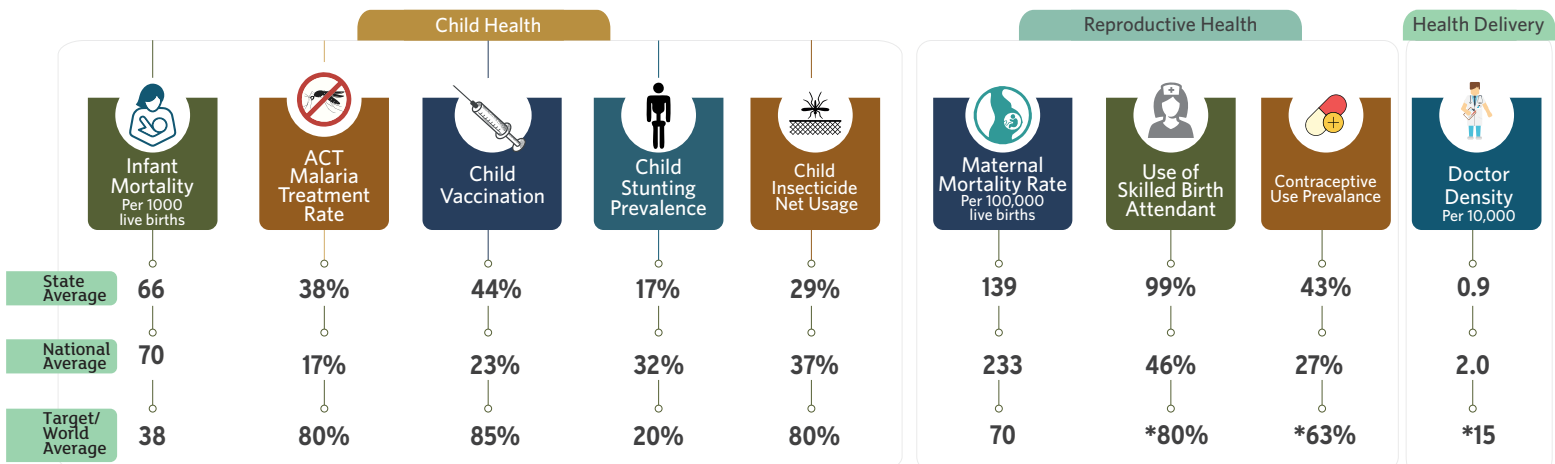 Child Health
Reproductive Health
Health Delivery
Infant
Mortality
Per 1000
live births
ACT
Malaria
Treatment
Rate
Child
Vaccination
Child
Stunting
Prevalence
Child
Insecticide
Net Usage
Maternal
Mortality Rate
Per 100,000
live births
Use of
Skilled Birth
Attendant
Contraceptive
Use Prevalance
Doctor
Density
Per 10,000
State
Average
66 38% 44% 17% 29% 139 99% 43% 0.9
National
Average
70 17% 23% 32% 37% 233 46% 27% 2.0
Target/
World
Average
38 80% 85% 20% 80% 70 *80% *63% *15